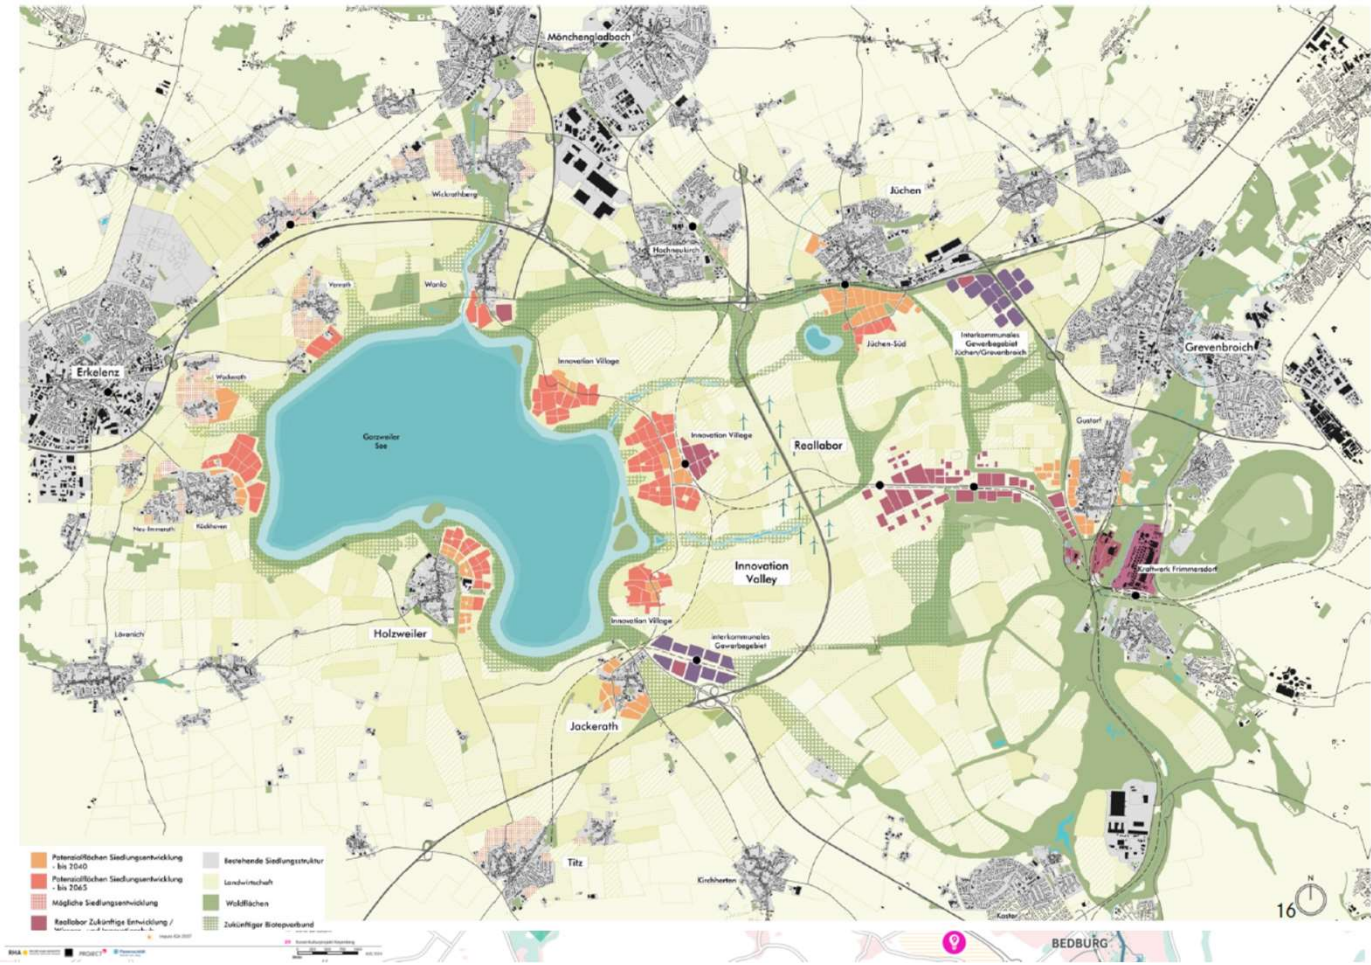 Mönchengladbach
Wickrathberg
Jüchen
Hochneukirch
Venrath
Wanlo
Interkommunales
Gewerbegebiet
Jüchen/Grevenbroich
Jüchen-Süd
Grevenbroich
Innovation Village
Erkelenz
Wockerath
Garzweiler
See
Innovation Village
Reallabor
Gustorf
Neu-Immerath
Kückhoven
Innovation
Valley
Kraftwerk Frimmersdorf
Innovation Village
Holzweiler
interkommunales
Gewerbegebiet
Lövenich
Jackerath
Titz
Kirchherten
Kaster
Potenzialflächen Siedlungsentwicklung
- bis 2040
Potenzialflächen Siedlungsentwicklung
- bis 2065
Mögliche Siedlungsentwicklung
Reallabor Zukünftige Entwicklung /
Bestehende Siedlungsstruktur
Landwirtschaft
Waldflächen
Zukünftiger Biotopverbund
N
16
RHA
PROJECT
BEDBURG